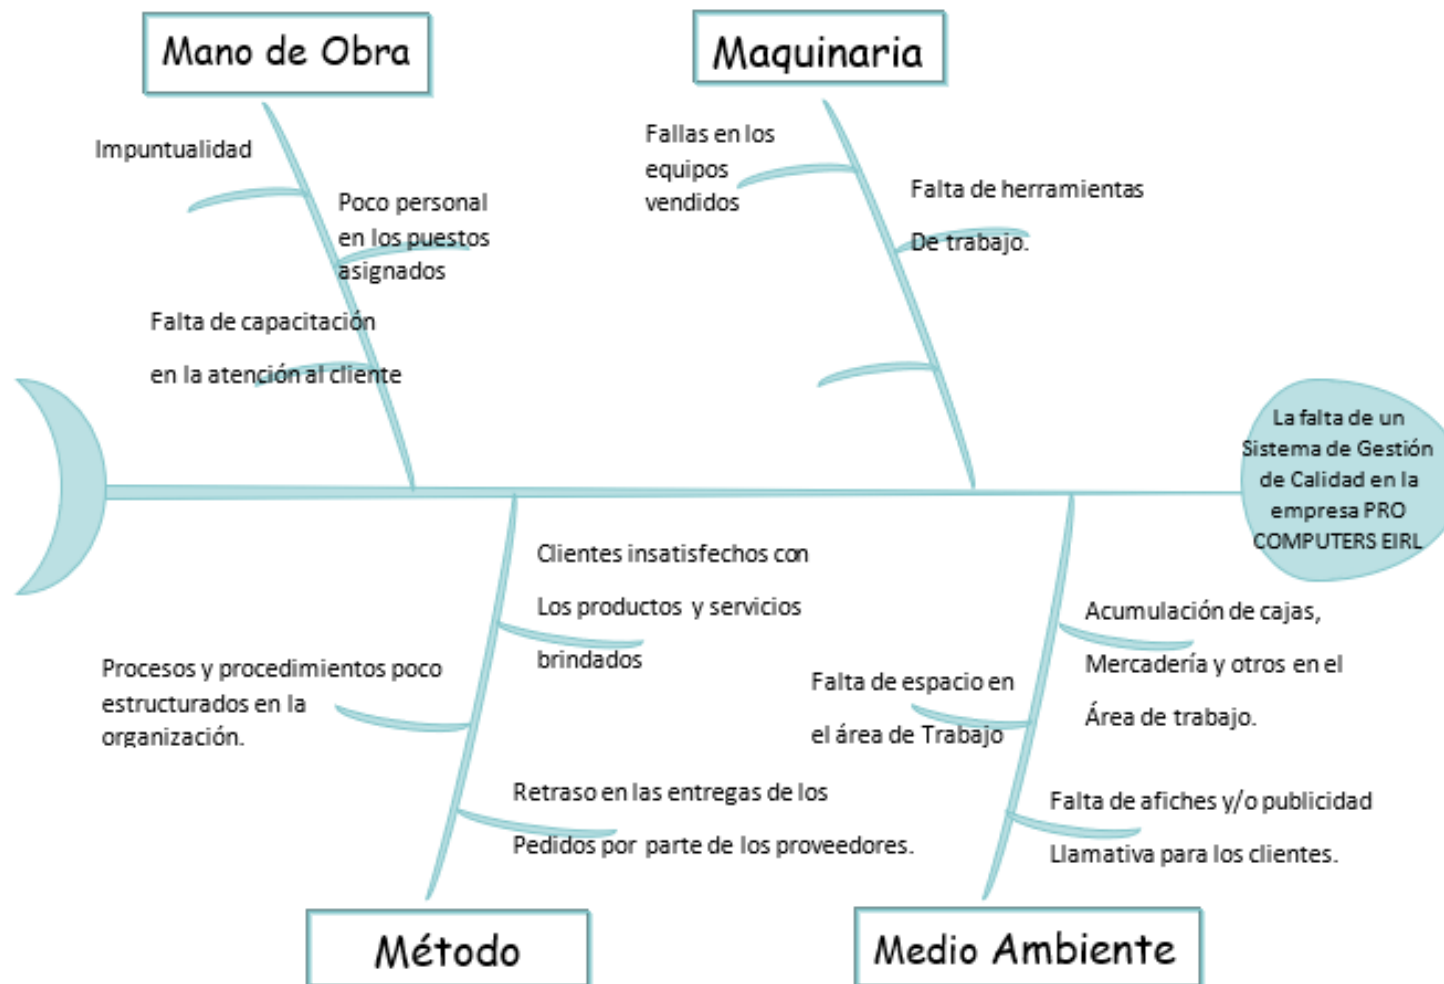 Mano de Obra
Maquinaria
Impuntualidad
Poco personal
en los puestos
asignados
Falta de capacitación
en la atención al cliente
Fallas en los
equipos
vendidos
Falta de herramientas
De trabajo.
La falta de un
Sistema de Gestión
de Calidad en la
empresa PRO
COMPUTERS EIRL
Clientes insatisfechos con
Los productos y servicios
brindados
Procesos y procedimientos poco
estructurados en la
organización.
Retraso en las entregas de los
Pedidos por parte de los proveedores.
Acumulación de cajas,
Mercadería y otros en el
Área de trabajo.
Falta de espacio en
el área de Trabajo
Falta de afiches y/o publicidad
Llamativa para los clientes.
Método
Medio Ambiente